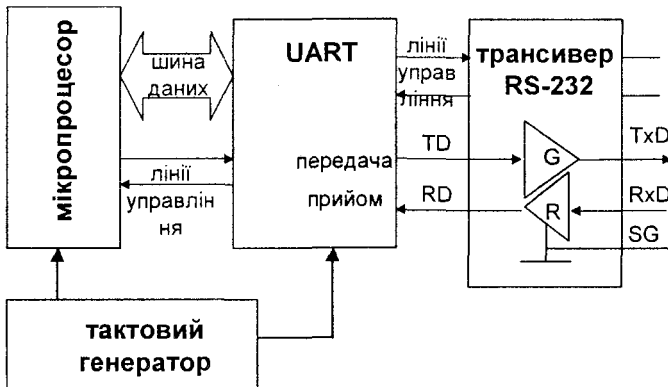 мікропроцесор
шина
даних
лінії
управлін
ня
UART
передача
прийом
лінії
управ
ління
TD
RD
трансивер
RS-232
G
R
TxD
RxD
SG
тактовий
генератор